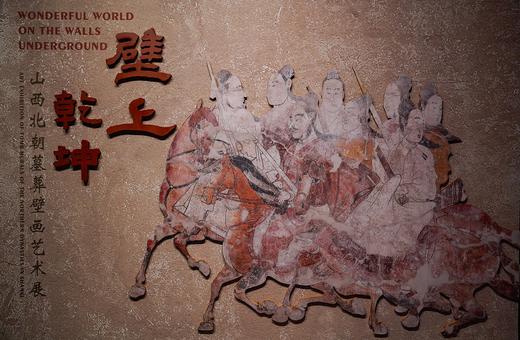 WONDERFUL WORLD
ON THE WALLS
UNDERGROUND
壁上
乾坤
山西北朝墓葬壁画艺术展
ART EXHIBITION OF TOMB MURALS OF THE NORTHERN DYNASTIES IN SHANXI